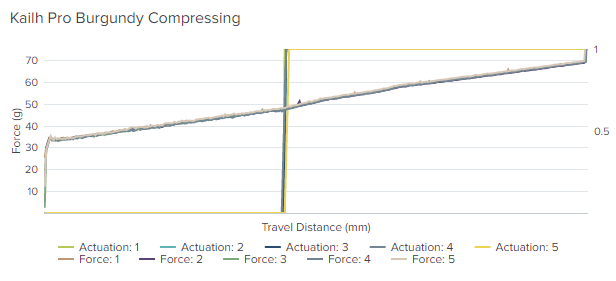 Kailh Pro Burgundy Compressing
70
60
50
40
30
20
10
Force (g)
1
0.5
Travel Distance (mm)
Actuation: 1 Actuation: 2 Actuation: 3 Actuation: 4 Actuation: 5
Force: 1 Force: 2 Force: 3 Force: 4 Force: 5